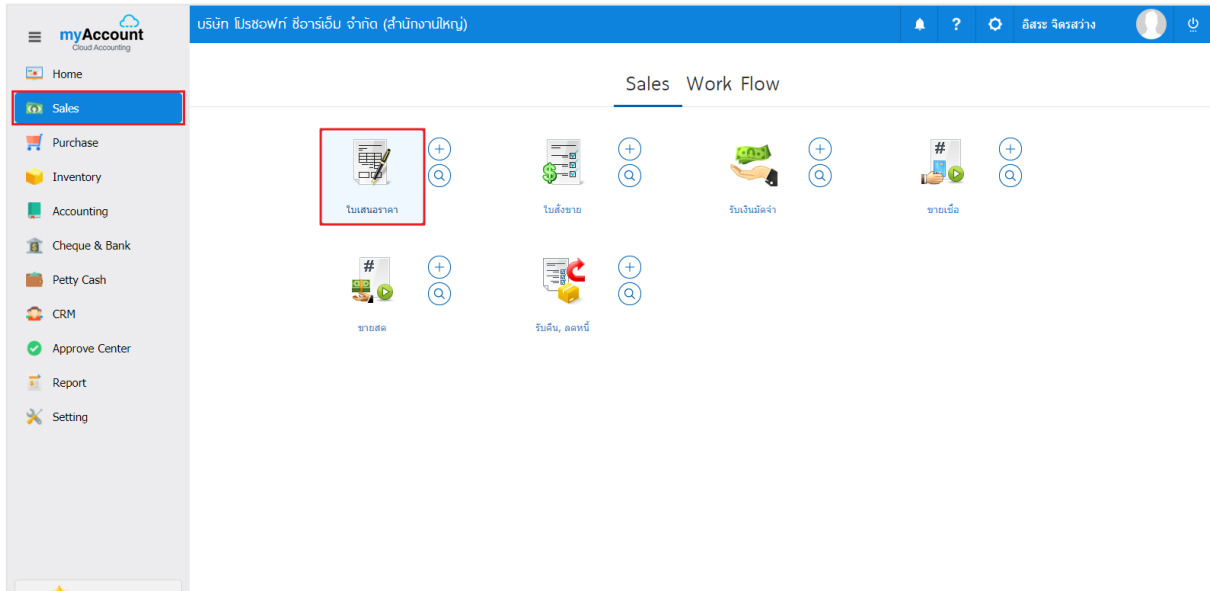 myAccount
Cloud Accounting
บริษัท โปรซอฟท์ ซีอาร์เอ็ม จำกัด (สำนักงานใหญ่)
?
อิสระ จิตรสว่าง
Home
Sales
Purchase
Inventory
Accounting
Cheque & Bank
Petty Cash
CRM
Approve Center
Report
Setting
Sales Work Flow
ใบเสนอราคา
ใบสั่งขาย
รับเงินมัดจำ
ขายเชื่อ
ขายสด
รับคืน, ลดหนี้